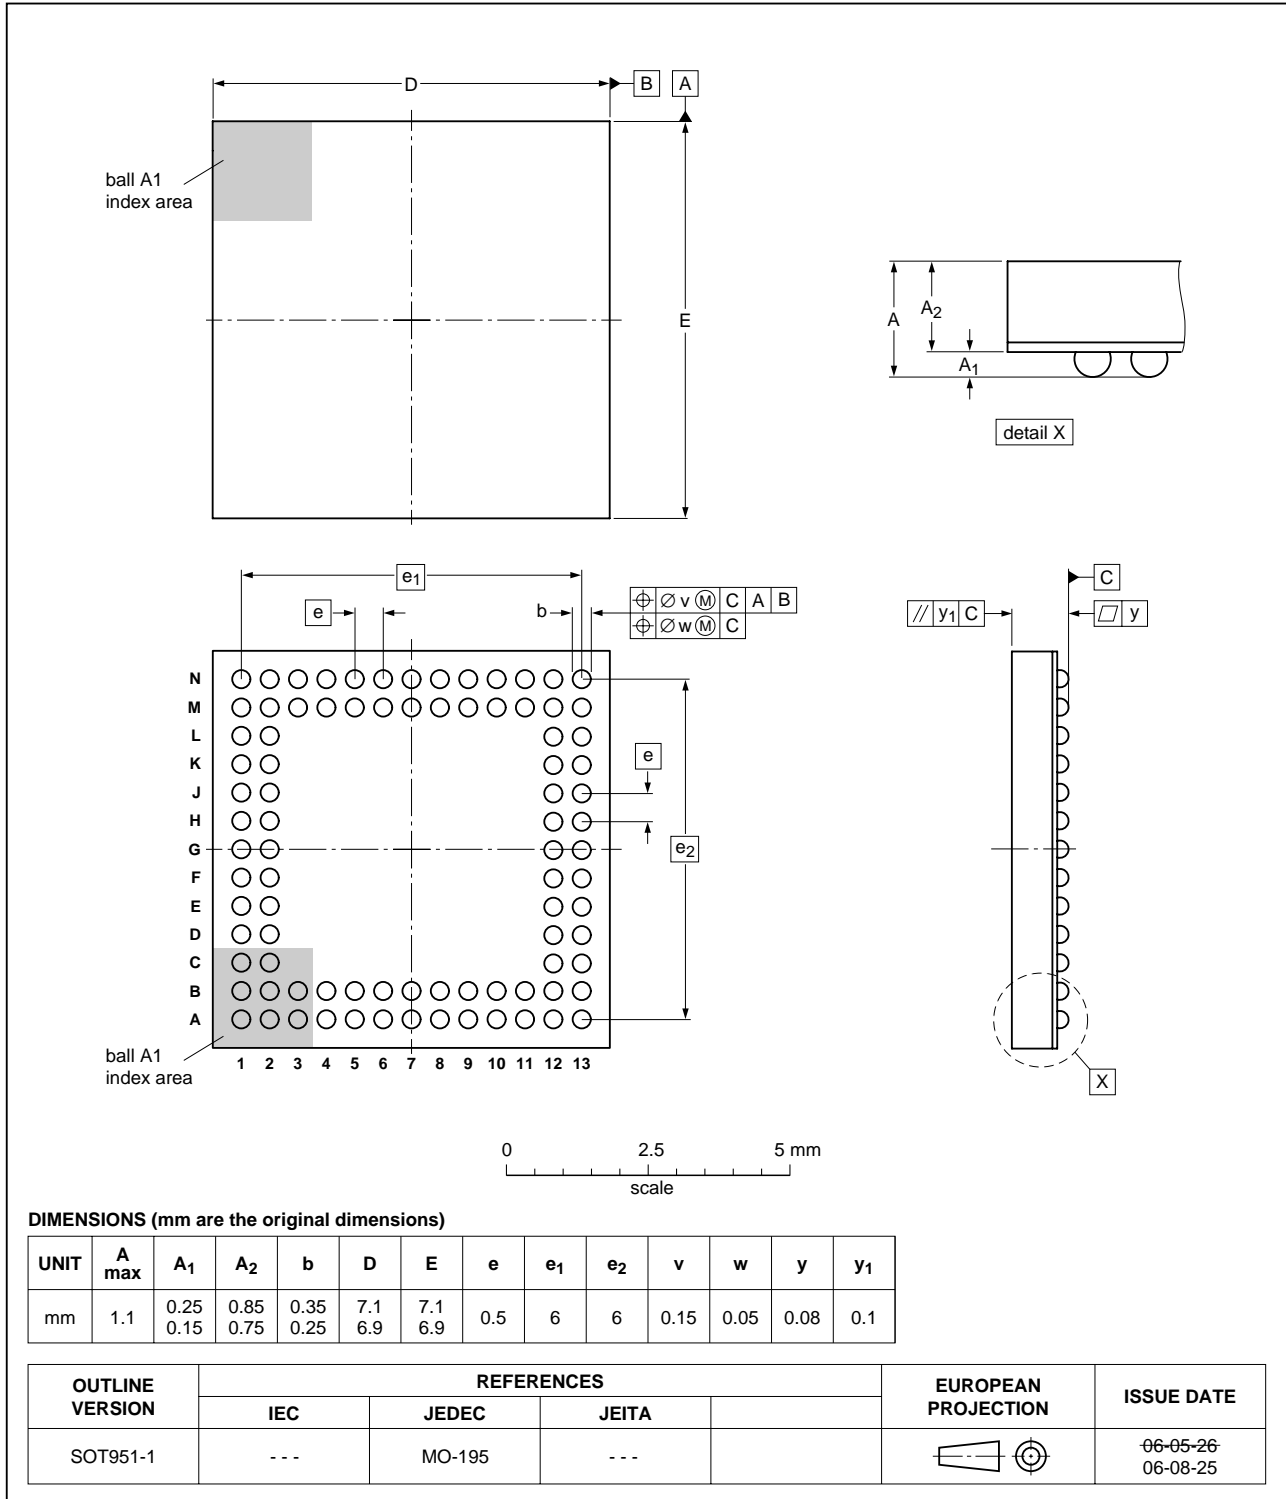 D
B
A
ball A1
index area
E
A
A2
A1
detail X
e1
e
b
⌖ ∅ v Ⓜ C A B
⌖ ∅ w Ⓜ C
C
// y1 C
⏥ y
N
M
L
K
J
H
G
F
E
D
C
B
A
e
e2
ball A1
index area
1 2 3 4 5 6 7 8 9 10 11 12 13
X
0 2.5 5 mm
scale
DIMENSIONS (mm are the original dimensions)
UNIT A max A1 A2 b D E e e1 e2 v w y y1
mm 1.1 0.25 0.15 0.85 0.75 0.35 0.25 7.1 6.9 7.1 6.9 0.5 6 6 0.15 0.05 0.08 0.1
OUTLINE VERSION REFERENCES EUROPEAN PROJECTION ISSUE DATE
IEC JEDEC JEITA
SOT951-1 - - - MO-195 - - - 06-05-26
06-08-25